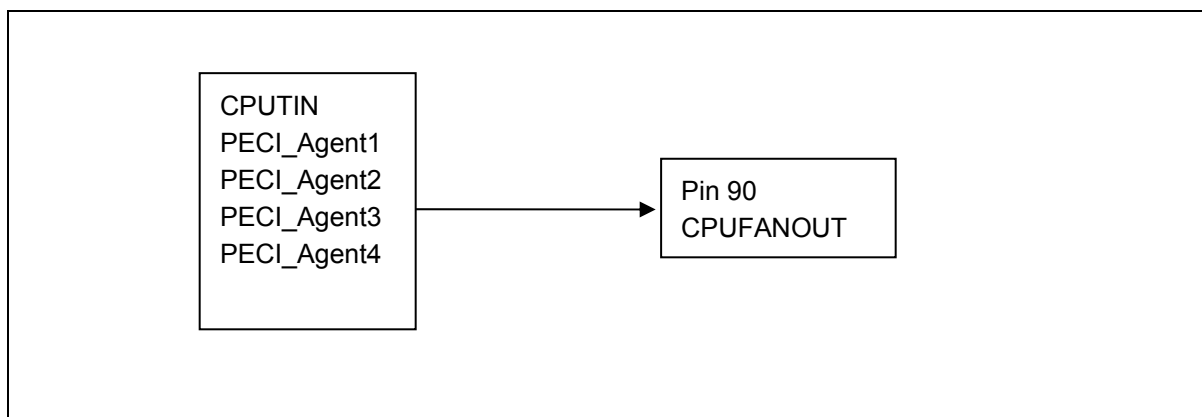 CPUTIN
PECI_Agent1
PECI_Agent2
PECI_Agent3
PECI_Agent4
Pin 90
CPUFANOUT